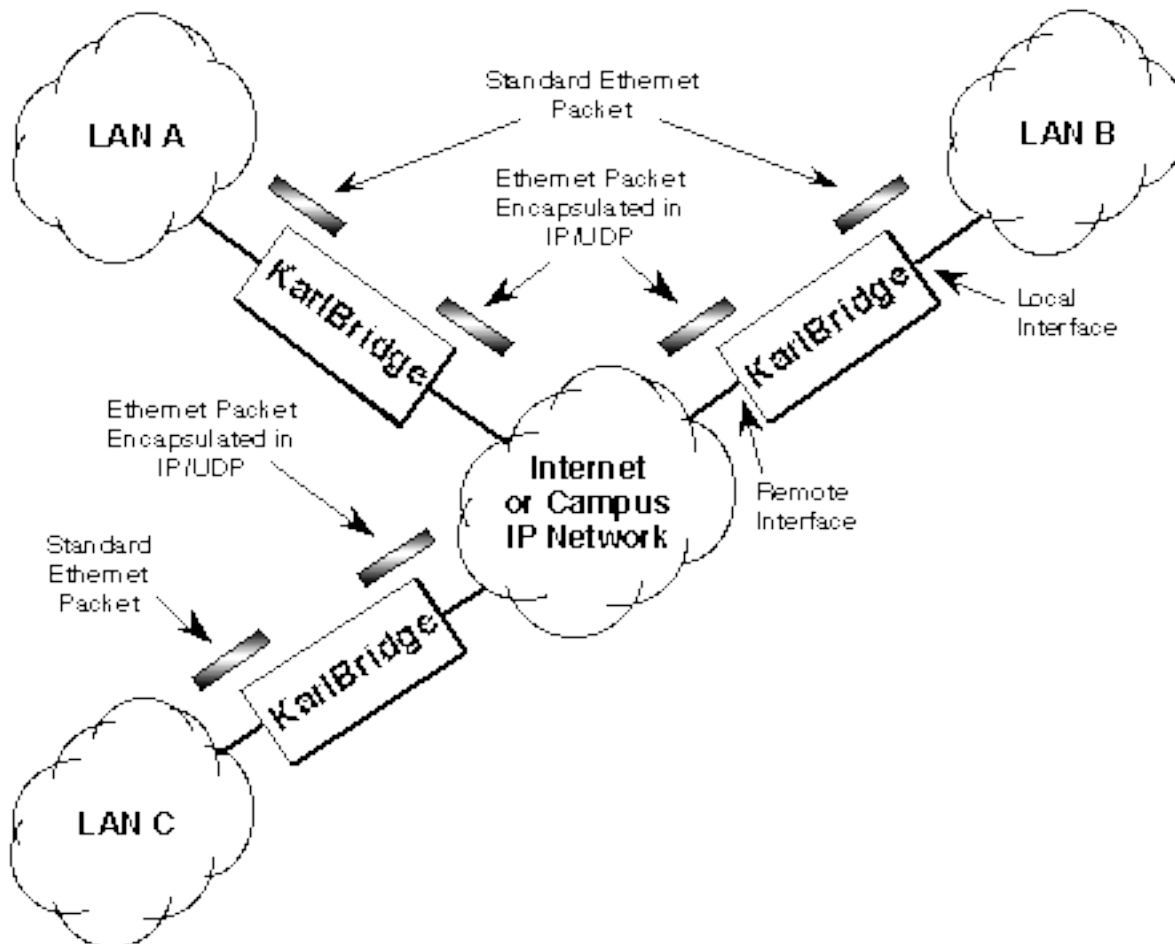 Standard Ethernet
Packet
LAN A
LAN B
Ethernet Packet
Encapsulated in
IP/UDP
KarlBridge
KarlBridge
Local
Interface
Ethernet Packet
Encapsulated in
IP/UDP
Internet
or Campus
IP Network
Remote
Interface
Standard
Ethernet
Packet
KarlBridge
LAN C